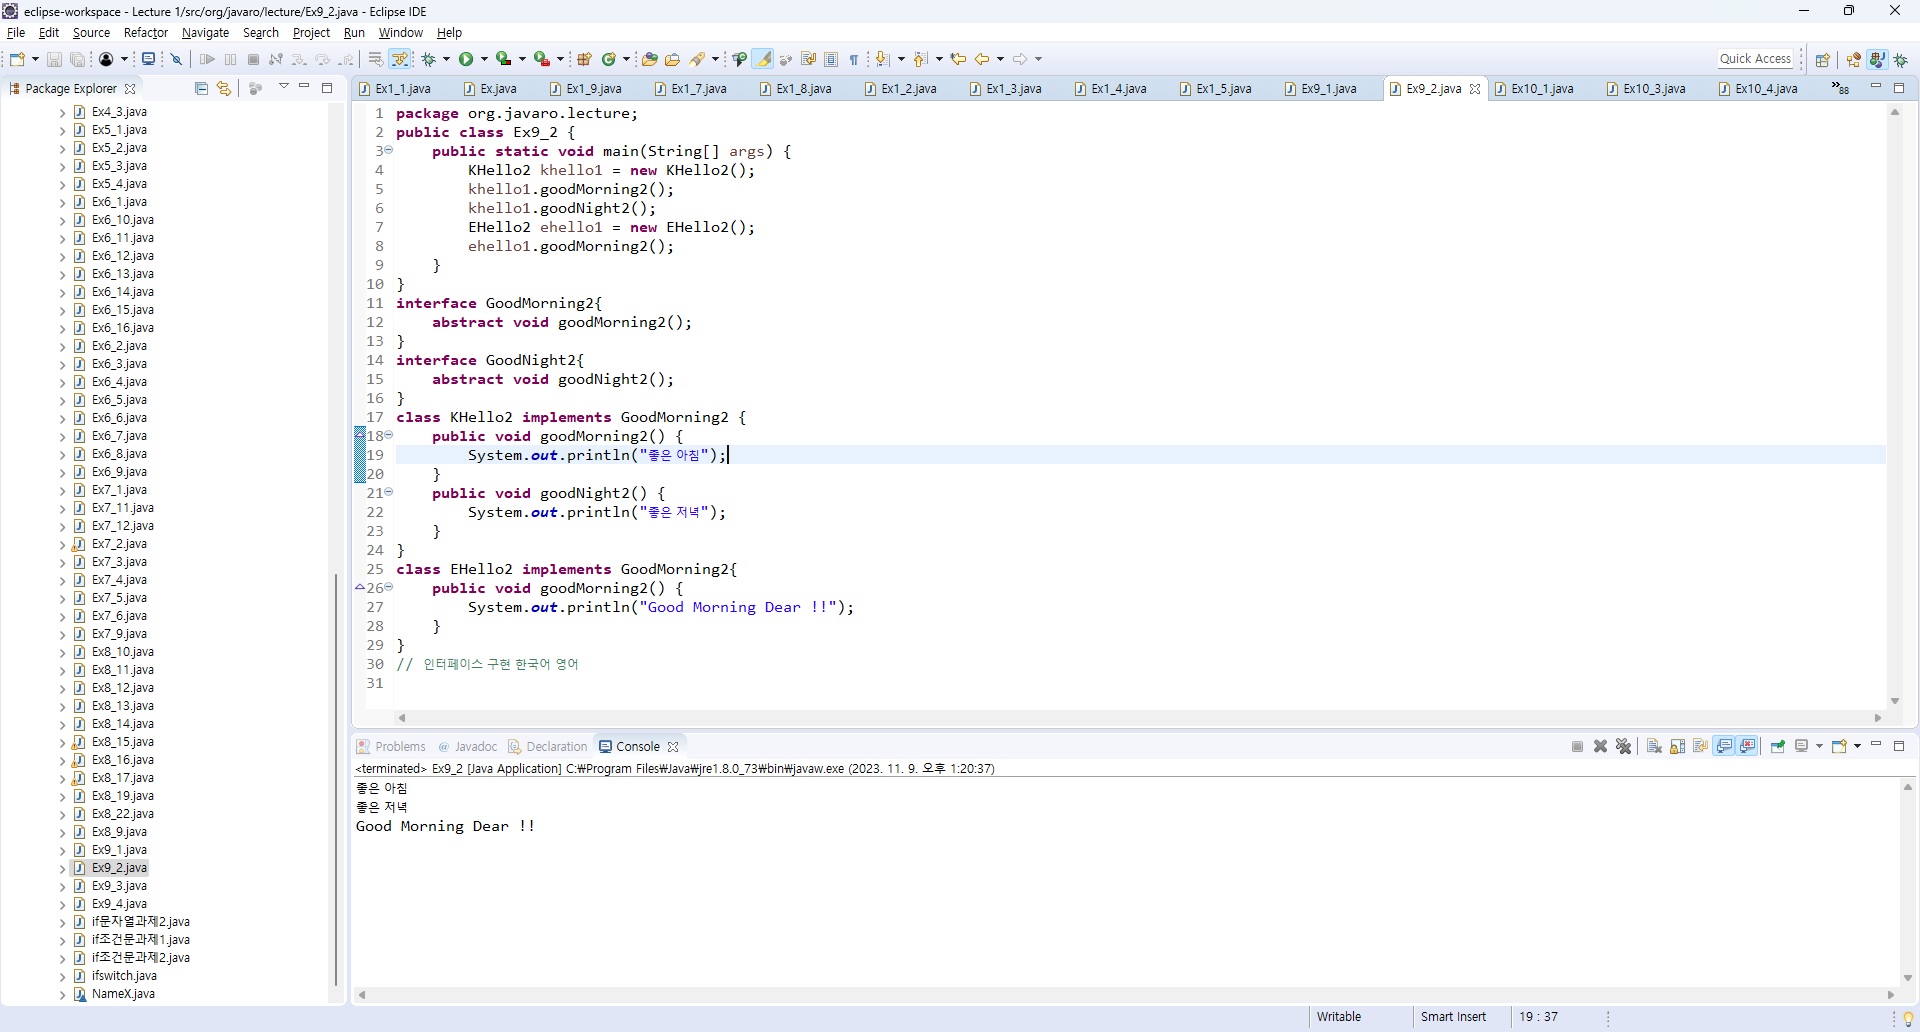 eclipse-workspace - Lecture 1/src/org/javaro/lecture/Ex9_2.java - Eclipse IDE
File Edit Source Refactor Navigate Search Project Run Window Help
Quick Access
Package Explorer
Ex4_3.java
Ex5_1.java
Ex5_2.java
Ex5_3.java
Ex5_4.java
Ex6_1.java
Ex6_10.java
Ex6_11.java
Ex6_12.java
Ex6_13.java
Ex6_14.java
Ex6_15.java
Ex6_16.java
Ex6_2.java
Ex6_3.java
Ex6_4.java
Ex6_5.java
Ex6_6.java
Ex6_7.java
Ex6_8.java
Ex6_9.java
Ex7_1.java
Ex7_11.java
Ex7_12.java
Ex7_2.java
Ex7_3.java
Ex7_4.java
Ex7_5.java
Ex7_6.java
Ex7_9.java
Ex8_10.java
Ex8_11.java
Ex8_12.java
Ex8_13.java
Ex8_14.java
Ex8_15.java
Ex8_16.java
Ex8_17.java
Ex8_19.java
Ex8_22.java
Ex8_9.java
Ex9_1.java
Ex9_2.java
Ex9_3.java
Ex9_4.java
if문자열과제2.java
if조건문과제1.java
if조건문과제2.java
ifswitch.java
NameX.java
Ex1_1.java Ex.java Ex1_9.java Ex1_7.java Ex1_8.java Ex1_2.java Ex1_3.java Ex1_4.java Ex1_5.java Ex9_1.java Ex9_2.java Ex10_1.java Ex10_3.java Ex10_4.java »88
1 package org.javaro.lecture;
2 public class Ex9_2 {
3 public static void main(String[] args) {
4 KHello2 khello1 = new KHello2();
5 khello1.goodMorning2();
6 khello1.goodNight2();
7 EHello2 ehello1 = new EHello2();
8 ehello1.goodMorning2();
9 }
10 }
11 interface GoodMorning2{
12 abstract void goodMorning2();
13 }
14 interface GoodNight2{
15 abstract void goodNight2();
16 }
17 class KHello2 implements GoodMorning2 {
18 public void goodMorning2() {
19 System.out.println("좋은 아침");
20 }
21 public void goodNight2() {
22 System.out.println("좋은 저녁");
23 }
24 }
25 class EHello2 implements GoodMorning2{
26 public void goodMorning2() {
27 System.out.println("Good Morning Dear !!");
28 }
29 }
30 // 인터페이스 구현 한국어 영어
31
Problems Javadoc Declaration Console
<terminated> Ex9_2 [Java Application] C:₩Program Files₩Java₩jre1.8.0_73₩bin₩javaw.exe (2023. 11. 9. 오후 1:20:37)
좋은 아침
좋은 저녁
Good Morning Dear !!
Writable Smart Insert 19 : 37